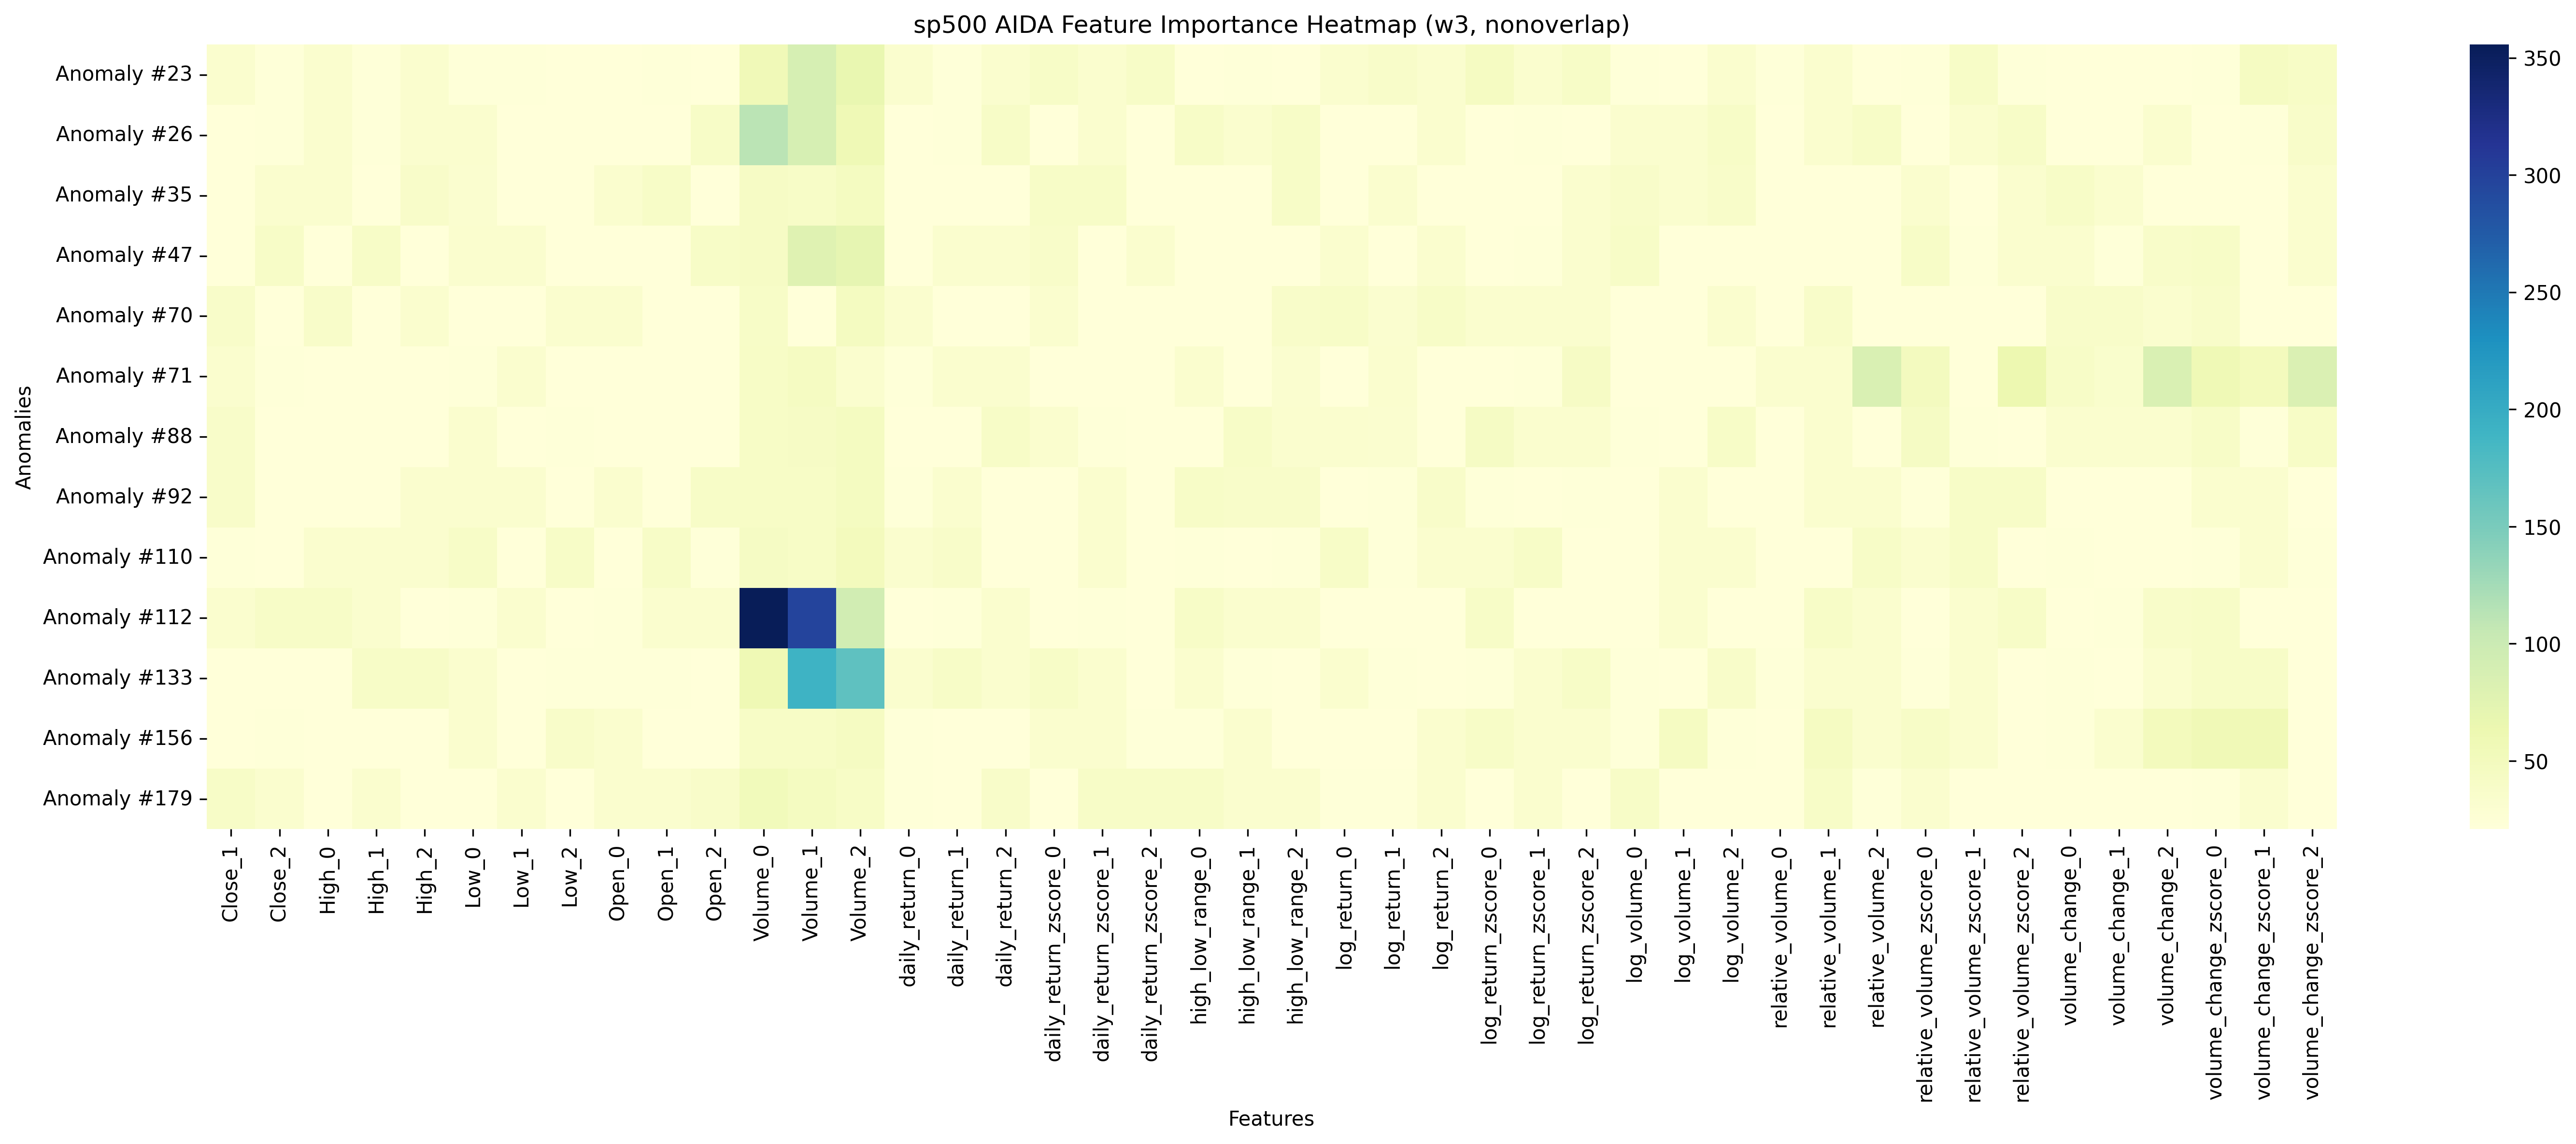 sp500 AIDA Feature Importance Heatmap (w3, nonoverlap)
Anomalies
Anomaly #23
Anomaly #26
Anomaly #35
Anomaly #47
Anomaly #70
Anomaly #71
Anomaly #88
Anomaly #92
Anomaly #110
Anomaly #112
Anomaly #133
Anomaly #156
Anomaly #179
350
300
250
200
150
100
50
Close_1
Close_2
High_0
High_1
High_2
Low_0
Low_1
Low_2
Open_0
Open_1
Open_2
Volume_0
Volume_1
Volume_2
daily_return_0
daily_return_1
daily_return_2
daily_return_zscore_0
daily_return_zscore_1
daily_return_zscore_2
high_low_range_0
high_low_range_1
high_low_range_2
log_return_0
log_return_1
log_return_2
log_return_zscore_0
log_return_zscore_1
log_return_zscore_2
log_volume_0
log_volume_1
log_volume_2
relative_volume_0
relative_volume_1
relative_volume_2
relative_volume_zscore_0
relative_volume_zscore_1
relative_volume_zscore_2
volume_change_0
volume_change_1
volume_change_2
volume_change_zscore_0
volume_change_zscore_1
volume_change_zscore_2
Features